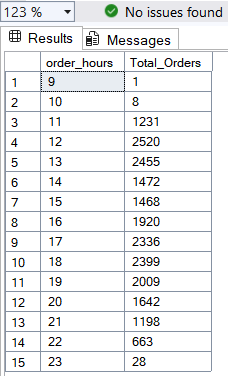 123 % No issues found
Results Messages
order_hours Total_Orders
1 9 1
2 10 8
3 11 1231
4 12 2520
5 13 2455
6 14 1472
7 15 1468
8 16 1920
9 17 2336
10 18 2399
11 19 2009
12 20 1642
13 21 1198
14 22 663
15 23 28